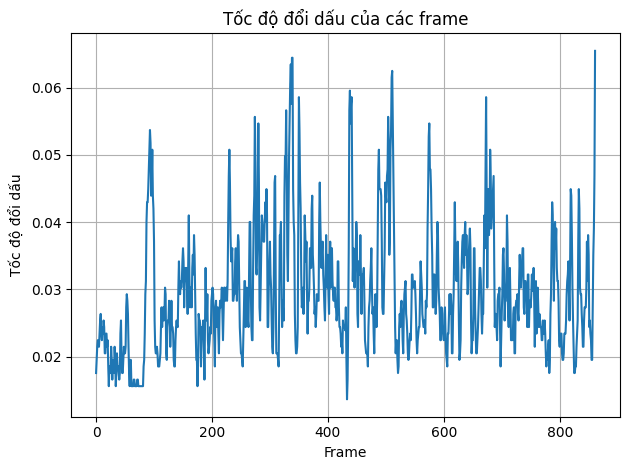 Tốc độ đổi dấu của các frame
Tốc độ đổi dấu
0.06
0.05
0.04
0.03
0.02
0 200 400 600 800
Frame